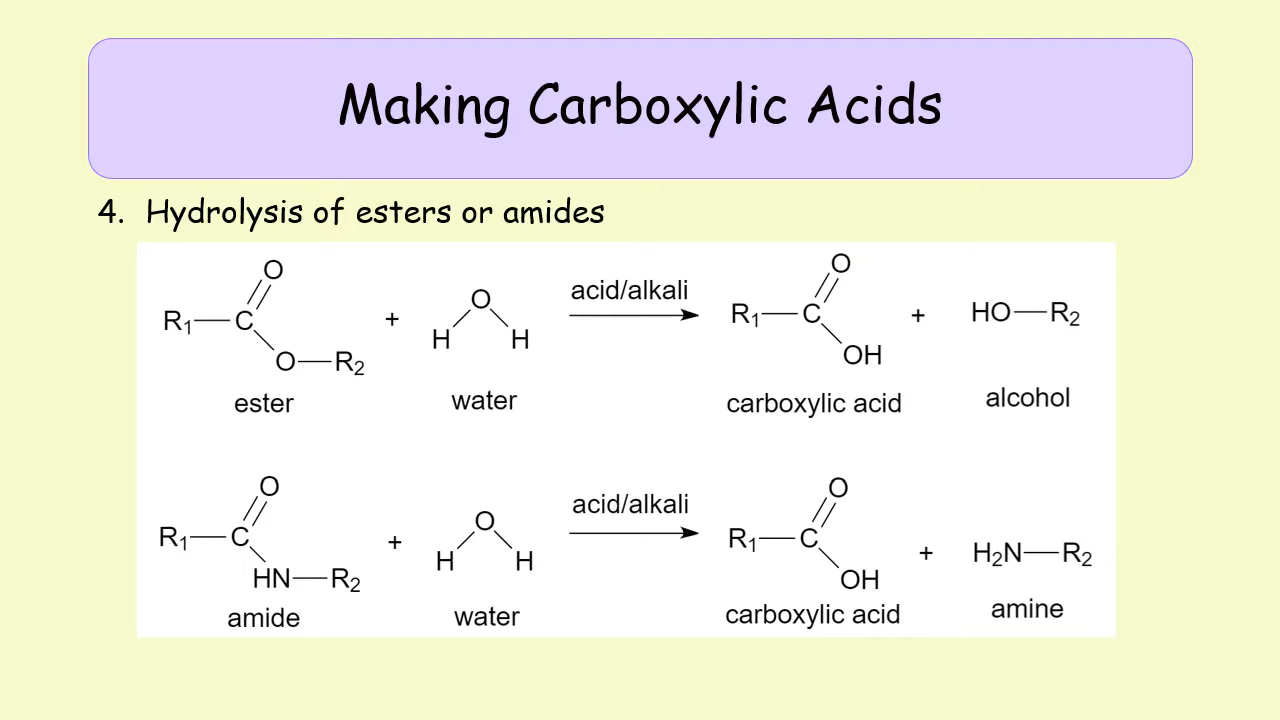 Making Carboxylic Acids
4. Hydrolysis of esters or amides
O O
R₁ C + O H H acid/alkali R₁ C + HO R₂
O R₂ OH
ester water carboxylic acid alcohol
O O
R₁ C + O H H acid/alkali R₁ C + H₂N R₂
HN R₂ OH
amide water carboxylic acid amine